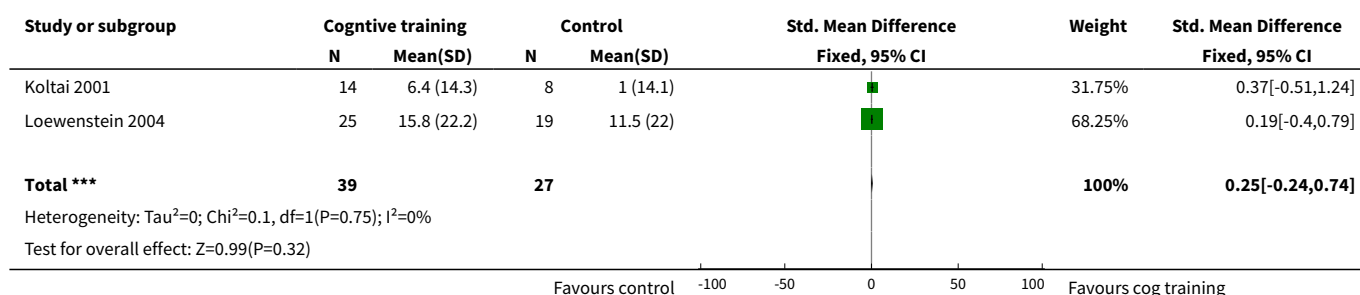 Study or subgroup Cogntive training Control Std. Mean Difference Weight Std. Mean Difference
N Mean(SD) N Mean(SD) Fixed, 95% CI Fixed, 95% CI
Koltai 2001 14 6.4 (14.3) 8 1 (14.1) 31.75% 0.37[-0.51,1.24]
Loewenstein 2004 25 15.8 (22.2) 19 11.5 (22) 68.25% 0.19[-0.4,0.79]
Total *** 39 27 100% 0.25[-0.24,0.74]
Heterogeneity: Tau²=0; Chi²=0.1, df=1(P=0.75); I²=0%
Test for overall effect: Z=0.99(P=0.32)
Favours control -100 -50 0 50 100 Favours cog training